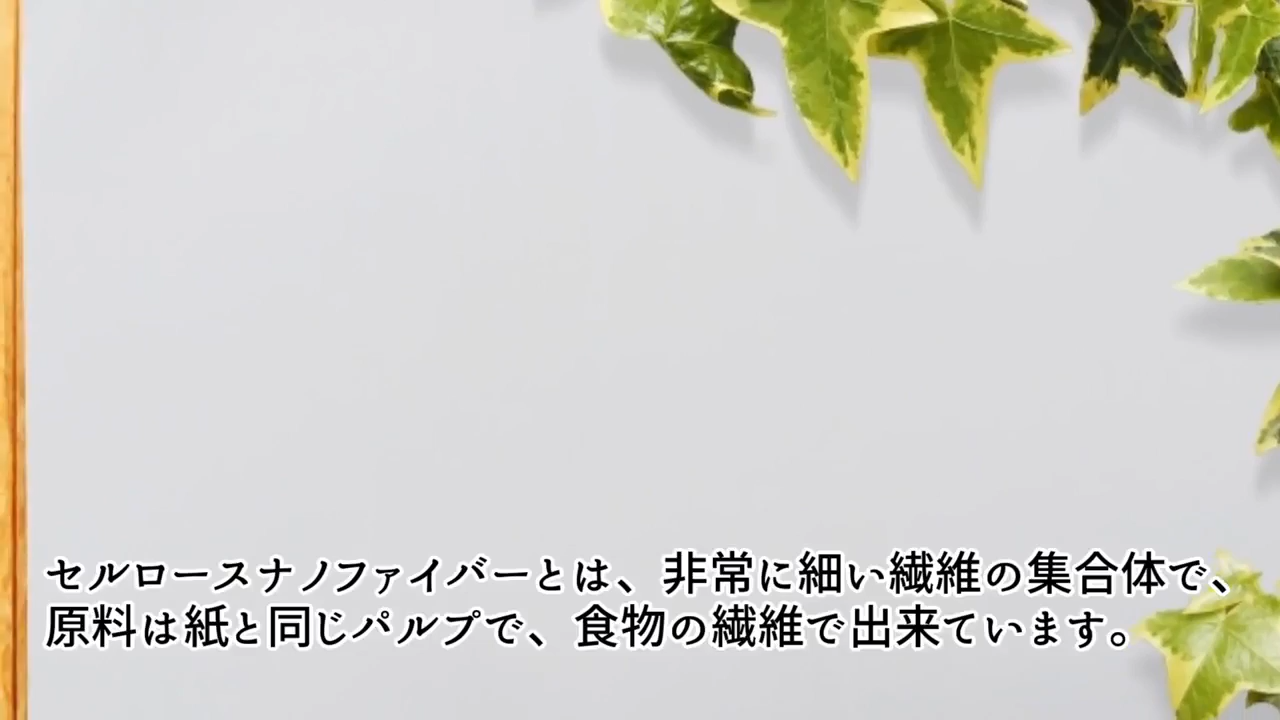 セルロースナノファイバーとは、非常に細い繊維の集合体で、
原料は紙と同じパルプで、食物の繊維で出来ています。